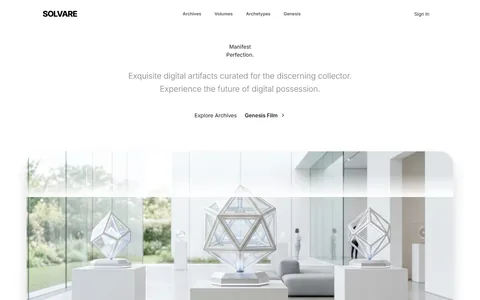 SOLVARE
Archives Volumes Archetypes Genesis
Sign In
Manifest
Perfection.
Exquisite digital artifacts curated for the discerning collector.
Experience the future of digital possession.
Explore Archives Genesis Film >